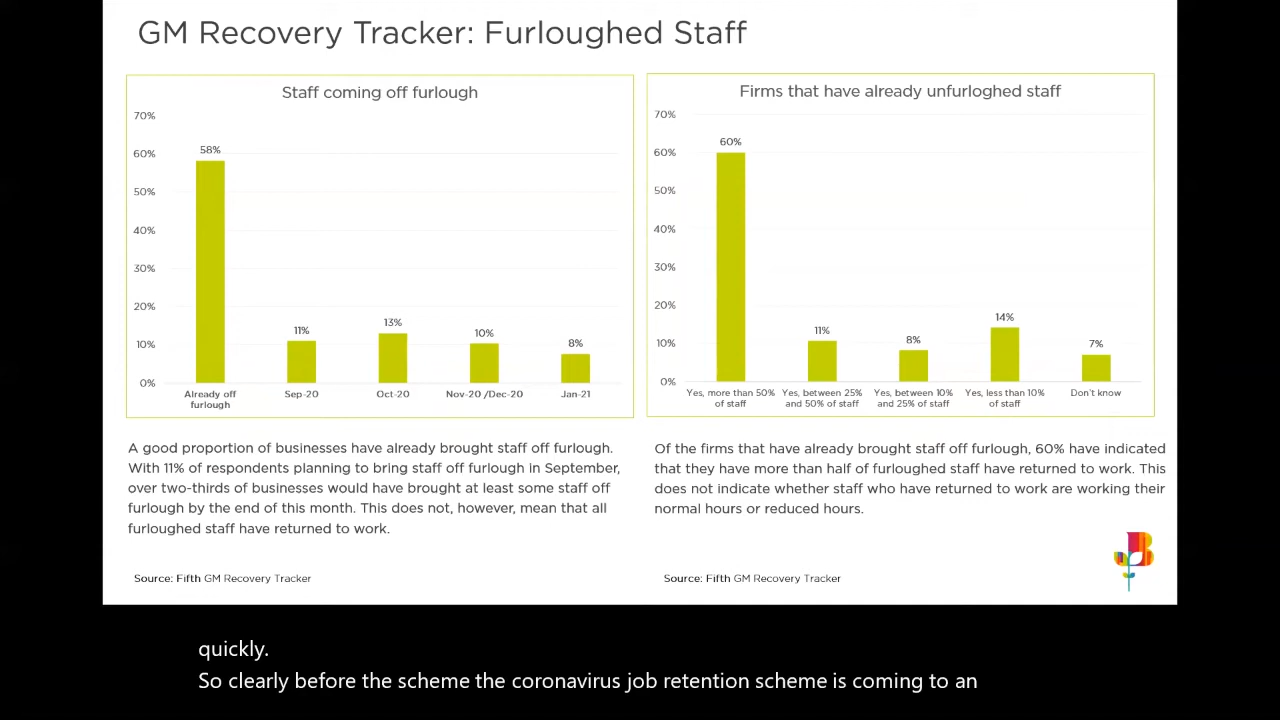 GM Recovery Tracker: Furloughed Staff
Staff coming off furlough
70%
60%
50%
40%
30%
20%
10%
0%
58%
11%
13%
10%
8%
Already off
furlough
Sep-20
Oct-20
Nov-20 /Dec-20
Jan-21
A good proportion of businesses have already brought staff off furlough.
With 11% of respondents planning to bring staff off furlough in September,
over two-thirds of businesses would have brought at least some staff off
furlough by the end of this month. This does not, however, mean that all
furloughed staff have returned to work.
Source: Fifth GM Recovery Tracker
Firms that have already unfurloghed staff
70%
60%
50%
40%
30%
20%
10%
0%
60%
11%
8%
14%
7%
Yes, more than 50%
of staff
Yes, between 25%
and 50% of staff
Yes, between 10%
and 25% of staff
Yes, less than 10%
of staff
Don't know
Of the firms that have already brought staff off furlough, 60% have indicated
that they have more than half of furloughed staff have returned to work. This
does not indicate whether staff who have returned to work are working their
normal hours or reduced hours.
Source: Fifth GM Recovery Tracker
quickly.
So clearly before the scheme the coronavirus job retention scheme is coming to an